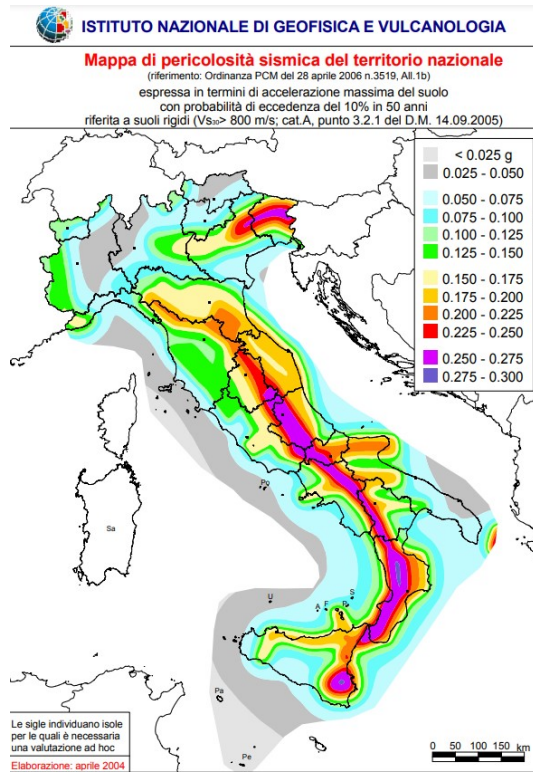 ISTITUTO NAZIONALE DI GEOFISICA E VULCANOLOGIA
Mappa di pericolosità sismica del territorio nazionale
(riferimento: Ordinanza PCM del 28 aprile 2006 n.3519, All.1b)
espressa in termini di accelerazione massima del suolo
con probabilità di eccedenza del 10% in 50 anni
riferita a suoli rigidi (Vs30> 800 m/s; cat.A, punto 3.2.1 del D.M. 14.09.2005)
< 0.025 g
0.025 - 0.050
0.050 - 0.075
0.075 - 0.100
0.100 - 0.125
0.125 - 0.150
0.150 - 0.175
0.175 - 0.200
0.200 - 0.225
0.225 - 0.250
0.250 - 0.275
0.275 - 0.300
Po
Sa
U
A
F
S
Pa
Pe
Le sigle individuano isole
per le quali è necessaria
una valutazione ad hoc
Elaborazione: aprile 2004
0 50 100 150 km